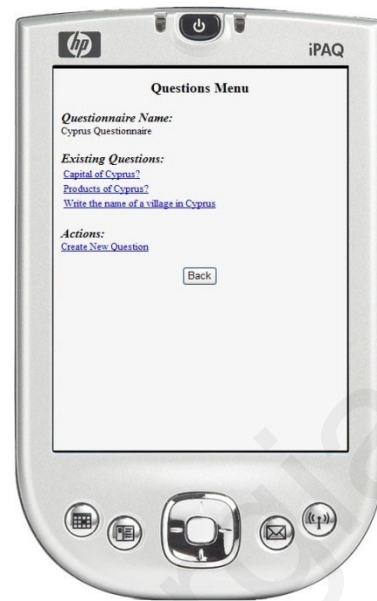 hp
iPAQ
Questions Menu
Questionnaire Name:
Cyprus Questionnaire
Existing Questions:
Capital of Cyprus?
Products of Cyprus?
Write the name of a village in Cyprus
Actions:
Create New Question
Back